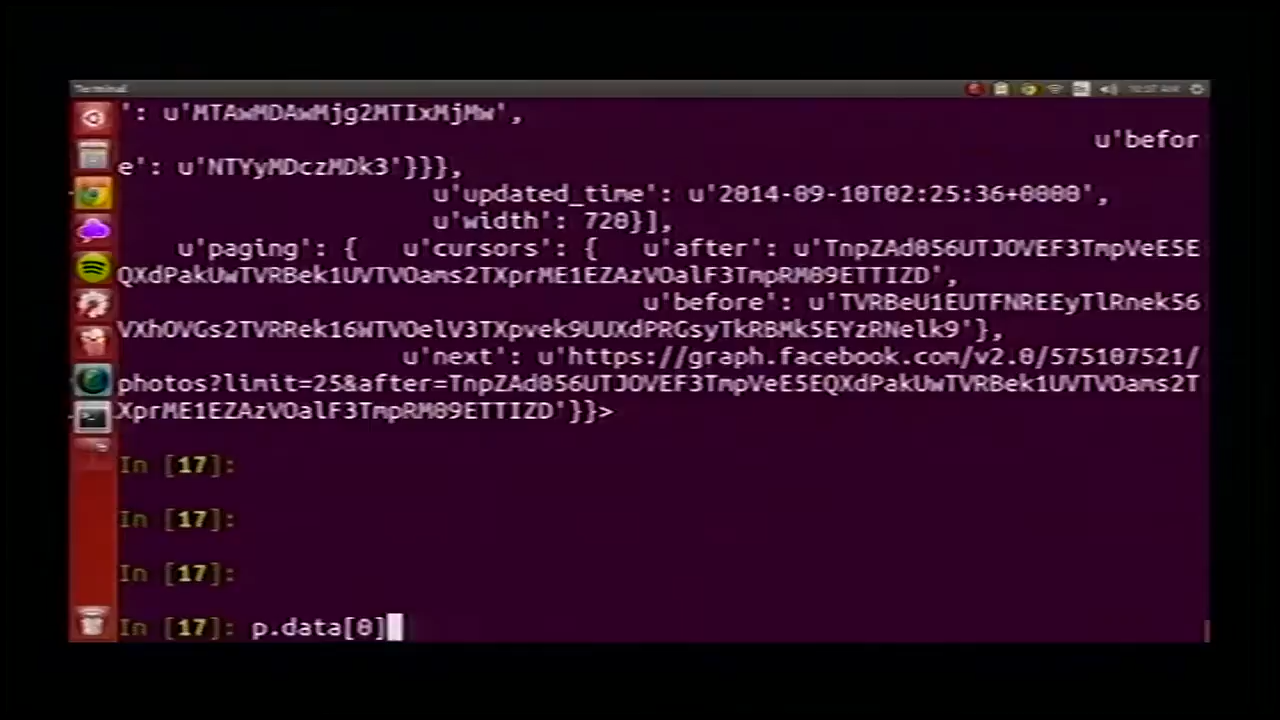 Terminal
': u'MTAwMDAwMjg2MTIxMjMw',
u'befor
e': u'NTYyMDczMDk3'}}},
u'updated_time': u'2014-09-10T02:25:36+0000',
u'width': 720}],
u'paging': { u'cursors': { u'after': u'TnpZAd056UTJOVEF3TmpVeE5E
QXdPakUwTVRBek1UVTVOams2TXprME1EZAzVOalF3TmpRM09ETTIZD',
u'before': u'TVRBeU1EUTFNREEyTlRnek56
VXhOVGs2TVRRek16WTVOelV3TXpvek9UUXdPRGsyTkRBMk5EYzRNelk9'},
u'next': u'https://graph.facebook.com/v2.0/575107521/
photos?limit=25&after=TnpZAd056UTJOVEF3TmpVeE5EQXdPakUwTVRBek1UVTVOams2T
XprME1EZAzVOalF3TmpRM09ETTIZD'}}>
In [17]:
In [17]:
In [17]:
In [17]: p.data[0]